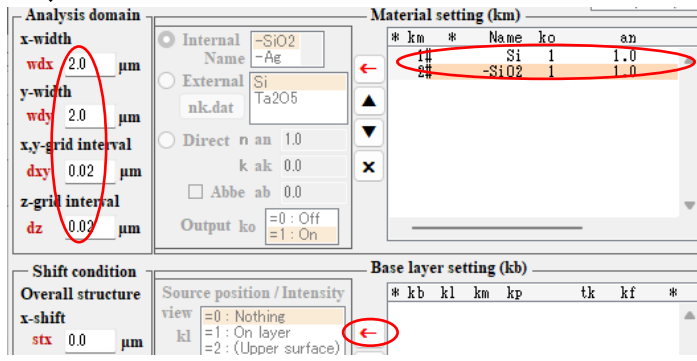 Analysis domain
x-width
wdx 2.0 μm
y-width
wdy 2.0 μm
x,y-grid interval
dxy 0.02 μm
z-grid interval
dz 0.02 μm
Material setting (km)
Internal Name
-SiO2
-Ag
External
nk.dat
Si
Ta2O5
Direct n an 1.0
k ak 0.0
Abbe ab 0.0
Output ko
=0 : Off
=1 : On
←
▲
▼
×
* km * Name ko an
1# Si 1 1.0
2# -SiO2 1 1.0
Shift condition
Overall structure
x-shift
stx 0.0 μm
Base layer setting (kb)
Source position / Intensity
view
kl
=0 : Nothing
=1 : On layer
=2 : (Upper surface)
←
* kb kl km kp tk kf *